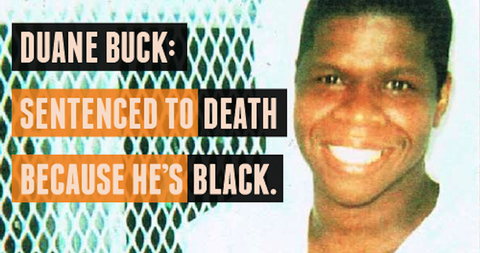 DUANE BUCK:
SENTENCED TO DEATH
BECAUSE HE'S BLACK.